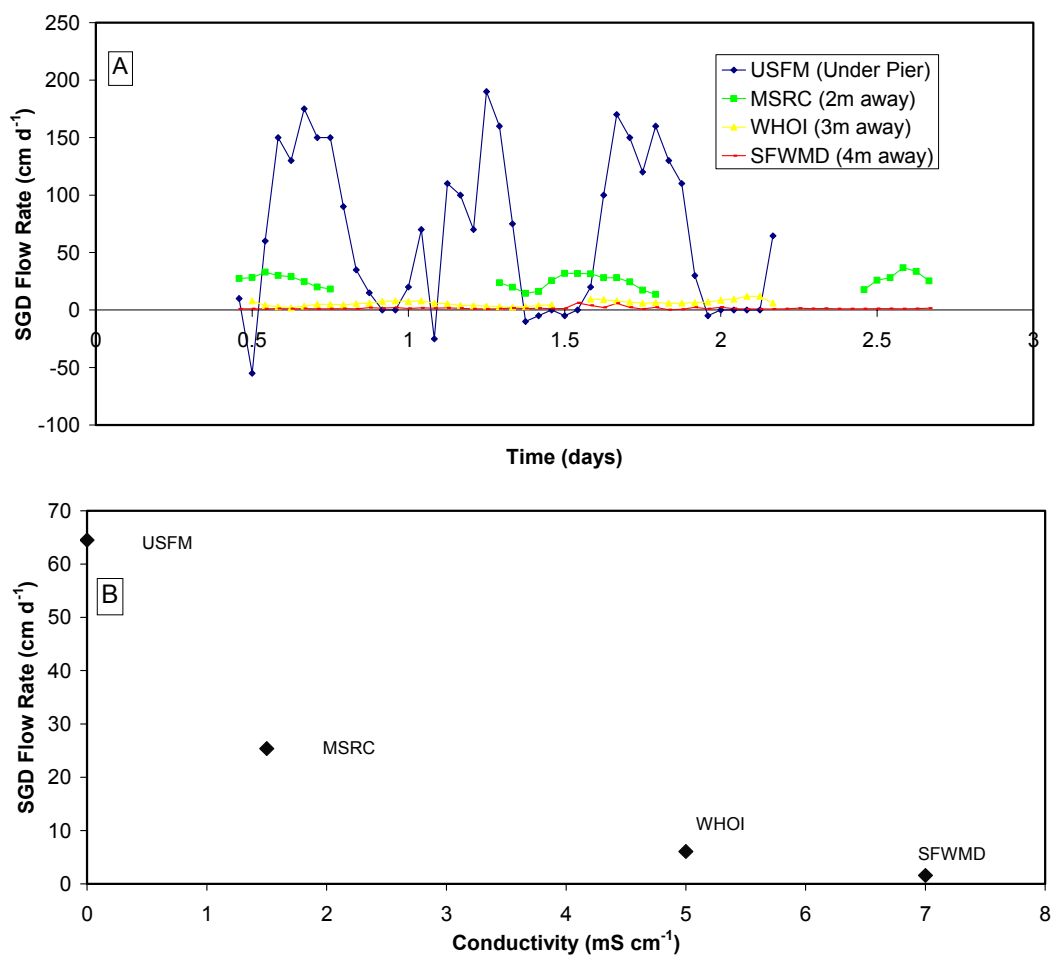 250
200
150
100
50
0
-50
-100
SGD Flow Rate (cm d⁻¹)
A
USFM (Under Pier)
MSRC (2m away)
WHOI (3m away)
SFWMD (4m away)
0 0.5 1 1.5 2 2.5 3
Time (days)
70
60
50
40
30
20
10
0
SGD Flow Rate (cm d⁻¹)
B
USFM
MSRC
WHOI
SFWMD
0 1 2 3 4 5 6 7 8
Conductivity (mS cm⁻¹)